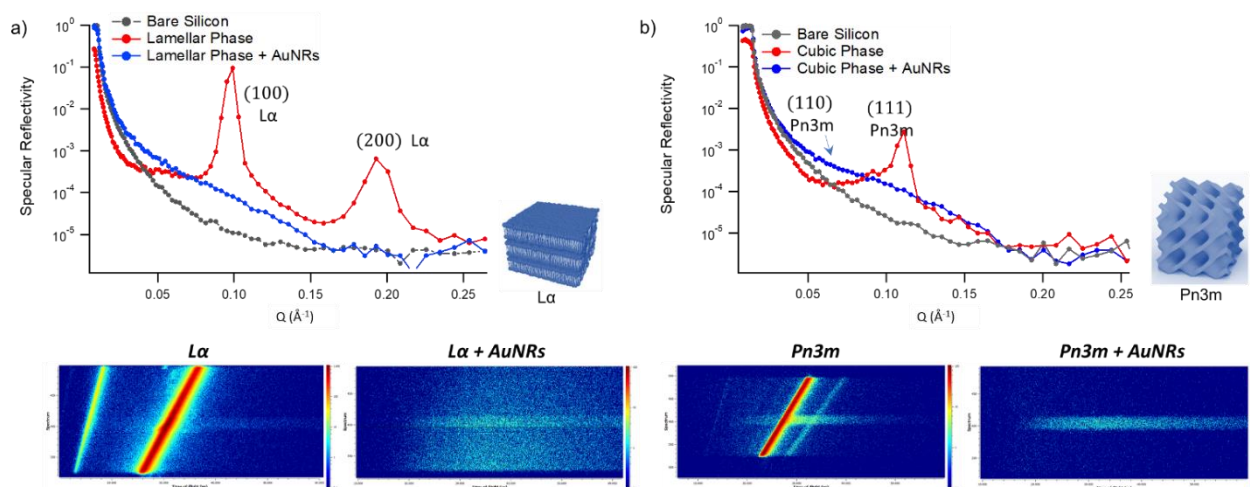 a)
Bare Silicon
Lamellar Phase
Lamellar Phase + AuNRs
(100)
Lα
(200) Lα
Specular Reflectivity
10⁰
10⁻¹
10⁻²
10⁻³
10⁻⁴
10⁻⁵
0.05 0.10 0.15 0.20 0.25
Q (Å⁻¹)
Lα
b)
Bare Silicon
Cubic Phase
Cubic Phase + AuNRs
(110)
Pn3m
(111)
Pn3m
Specular Reflectivity
10⁰
10⁻¹
10⁻²
10⁻³
10⁻⁴
10⁻⁵
0.05 0.10 0.15 0.20 0.25
Q (Å⁻¹)
Pn3m
Lα
Lα + AuNRs
Pn3m
Pn3m + AuNRs
Spectrum
Spectrum
Spectrum
Spectrum